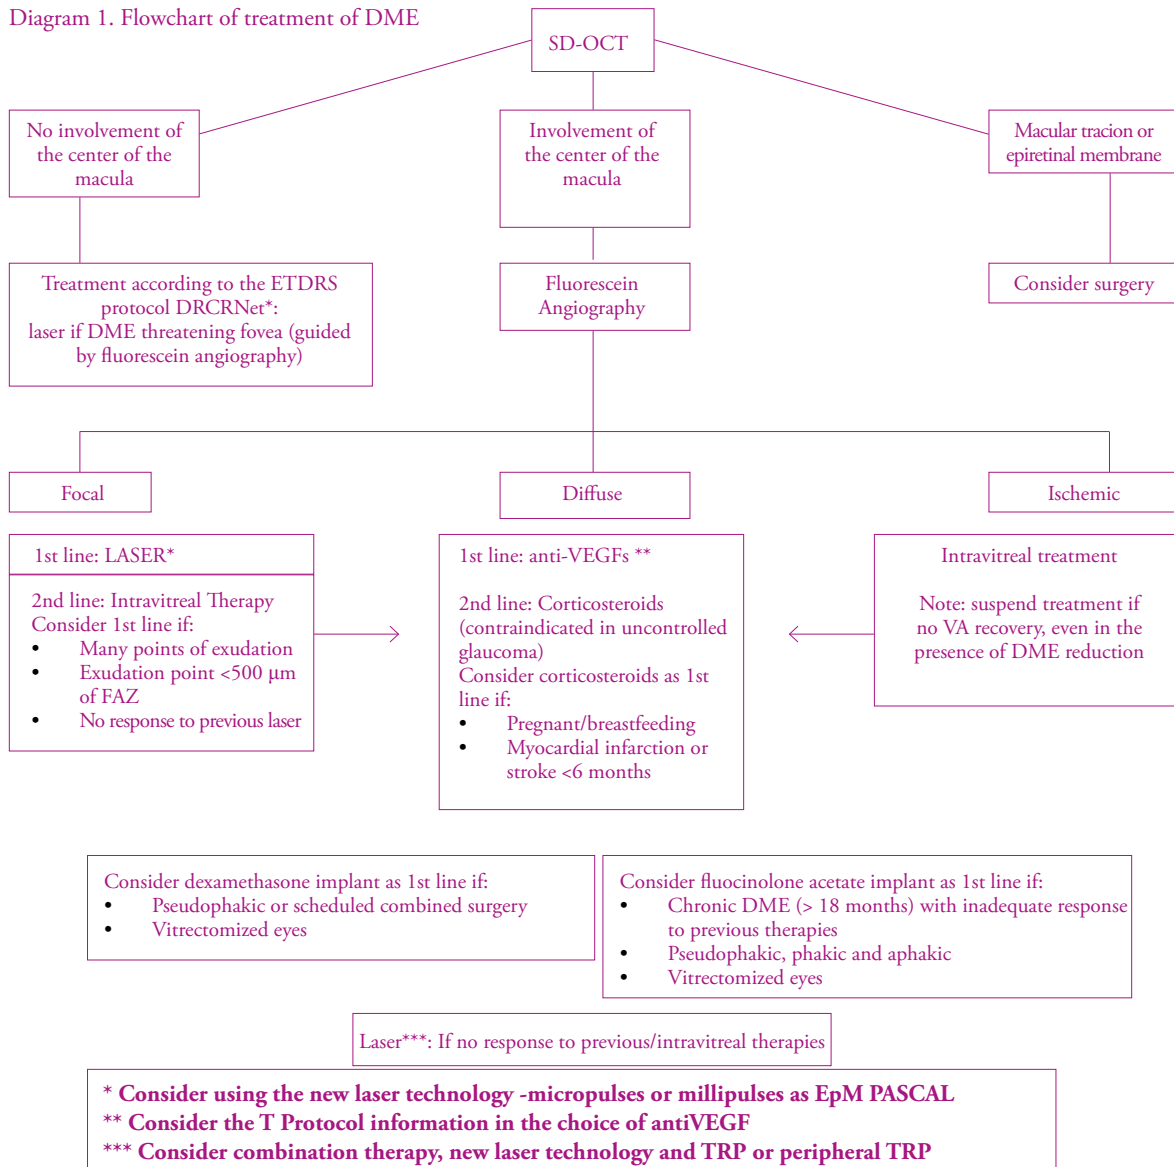 Diagram 1. Flowchart of treatment of DME
SD-OCT
No involvement of
the center of the
macula
Involvement of
the center of the
macula
Macular tracion or
epiretinal membrane
Treatment according to the ETDRS
protocol DRCRNet*:
laser if DME threatening fovea (guided
by fluorescein angiography)
Fluorescein
Angiography
Consider surgery
Focal
Diffuse
Ischemic
1st line: LASER*
2nd line: Intravitreal Therapy
Consider 1st line if:
• Many points of exudation
• Exudation point <500 µm
of FAZ
• No response to previous laser
1st line: anti-VEGFs **
2nd line: Corticosteroids
(contraindicated in uncontrolled
glaucoma)
Consider corticosteroids as 1st
line if:
• Pregnant/breastfeeding
• Myocardial infarction or
stroke <6 months
Intravitreal treatment
Note: suspend treatment if
no VA recovery, even in the
presence of DME reduction
Consider dexamethasone implant as 1st line if:
• Pseudophakic or scheduled combined surgery
• Vitrectomized eyes
Consider fluocinolone acetate implant as 1st line if:
• Chronic DME (> 18 months) with inadequate response
to previous therapies
• Pseudophakic, phakic and aphakic
• Vitrectomized eyes
Laser***: If no response to previous/intravitreal therapies
* Consider using the new laser technology -micropulses or millipulses as EpM PASCAL
** Consider the T Protocol information in the choice of antiVEGF
*** Consider combination therapy, new laser technology and TRP or peripheral TRP